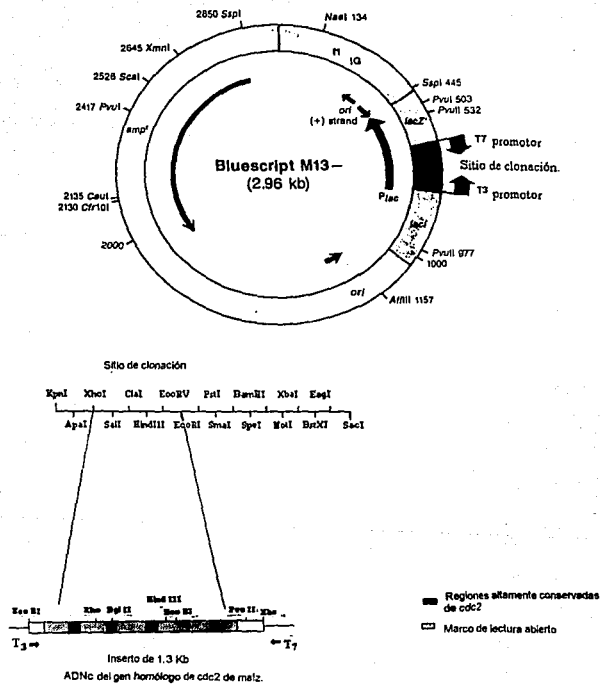 2850 SspI
NaeI 134
2645 XmnI
f1
IG
2526 ScaI
SspI 445
PvuI 503
PvuII 532
2417 PvuI
ori
(+) strand
lacZ'
T7 promotor
ampʳ
Bluescript M13–
(2.96 kb)
Sitio de clonación.
Plac
T3 promotor
2135
2130 Cfr10I
lacI
2000
PvuII 977
1000
ori
AflIII 1157
Sitio de clonación
KpnI XhoI ClaI EcoRV PstI BamHI XbaI EagI
ApaI SalI HindIII EcoRI SmaI SpeI NotI BstXI SacI
Hind III
Eco RI Xho Bgl II Eco RI Pvu II Xho
T3 T7
Inserto de 1.3 Kb
ADNc del gen homólogo de cdc2 de maíz.
Regiones altamente conservadas
de cdc2
Marco de lectura abierto